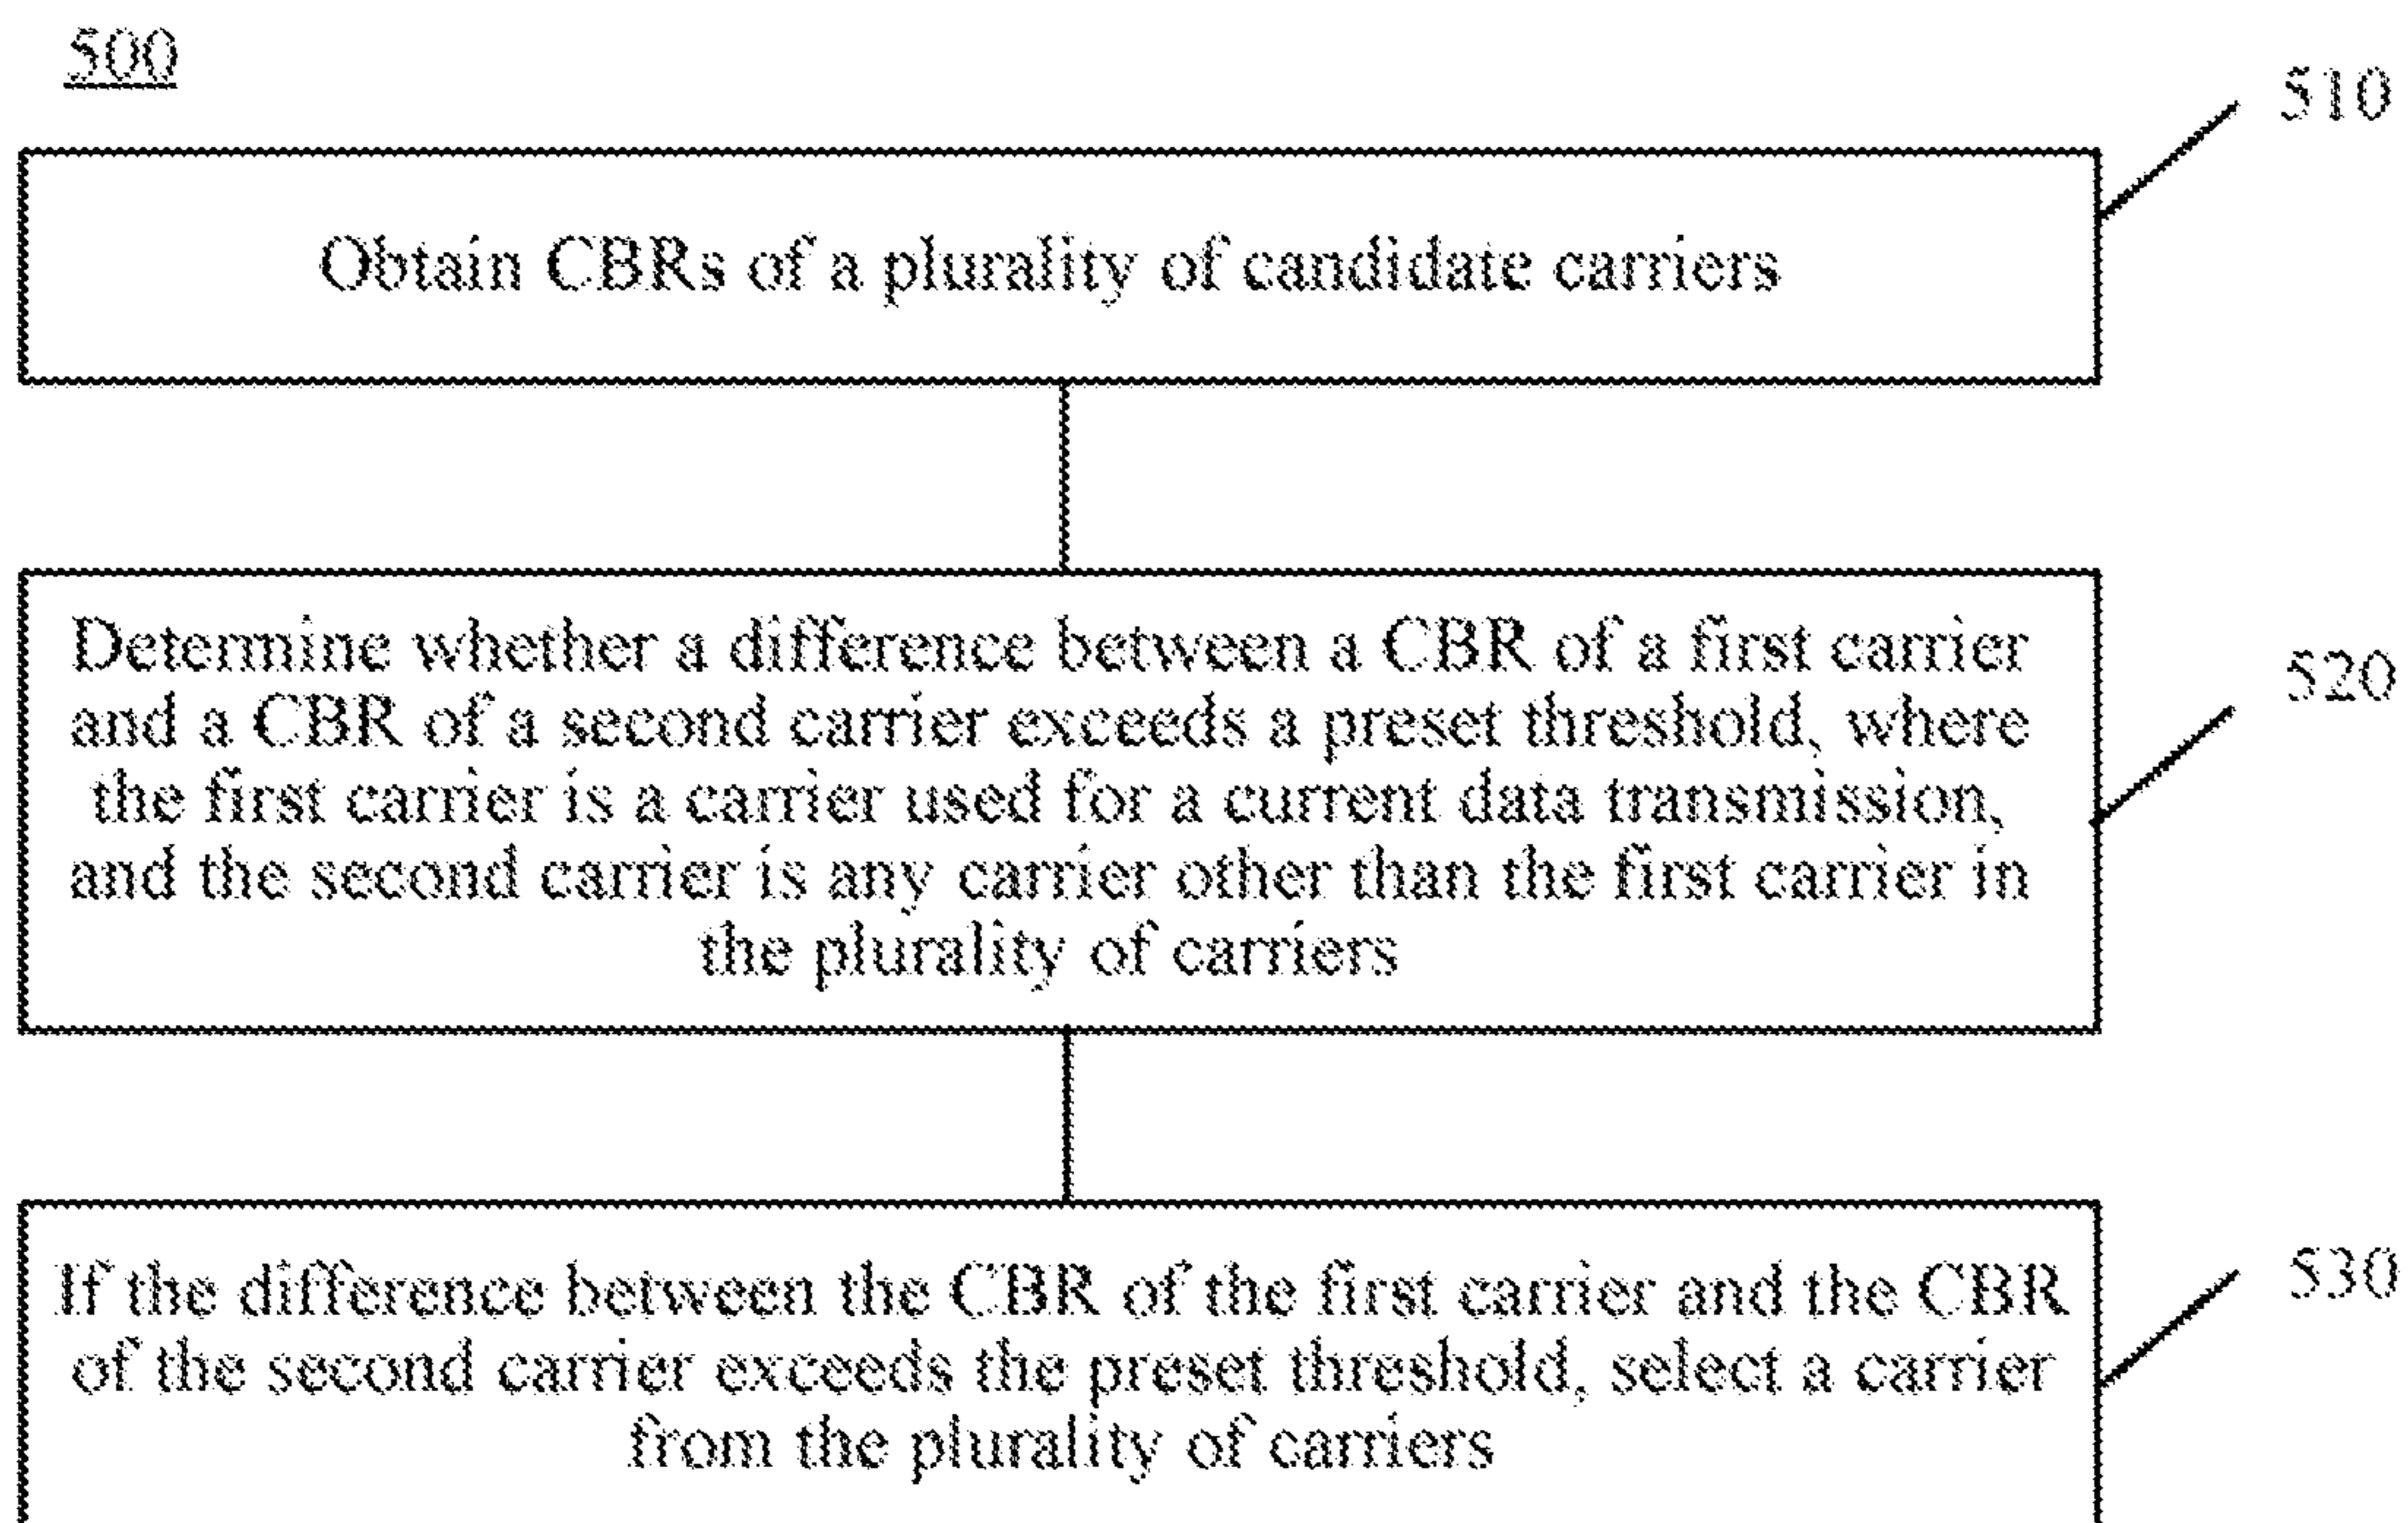 500
510
Obtain CBRs of a plurality of candidate carriers
Determine whether a difference between a CBR of a first carrier
and a CBR of a second carrier exceeds a preset threshold, where
the first carrier is a carrier used for a current data transmission,
and the second carrier is any carrier other than the first carrier in
the plurality of carriers
520
If the difference between the CBR of the first carrier and the CBR
of the second carrier exceeds the preset threshold, select a carrier
from the plurality of carriers
530